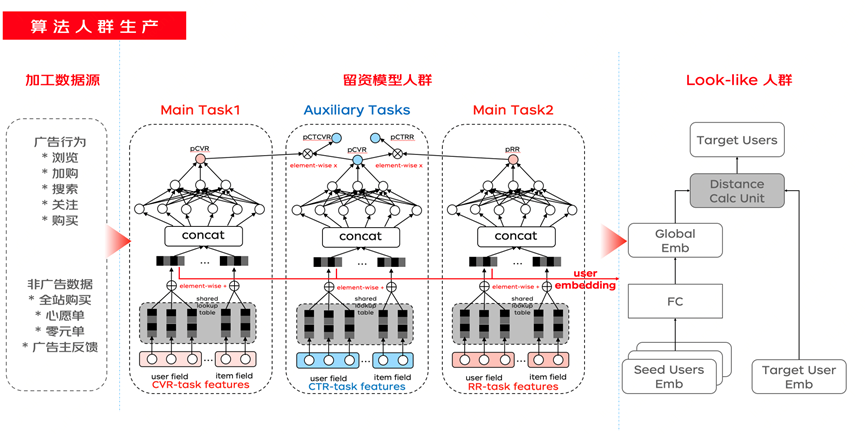 算法人群生产
加工数据源
广告行为
* 浏览
* 加购
* 搜索
* 关注
* 购买
非广告数据
* 全站购买
* 心愿单
* 零元单
* 广告主反馈
留资模型人群
Main Task1
pCVR
concat
...
element-wise +
shared
lookup
table
...
user field
item field
CVR-task features
Auxiliary Tasks
pCTCVR
pCTRR
pCVR
element-wise x
element-wise x
concat
...
element-wise +
shared
lookup
table
...
user field
item field
CTR-task features
Main Task2
pRR
concat
...
element-wise +
shared
lookup
table
...
user field
item field
RR-task features
user
embedding
Look-like 人群
Target Users
Distance
Calc Unit
Global
Emb
FC
Seed Users
Emb
Target User
Emb